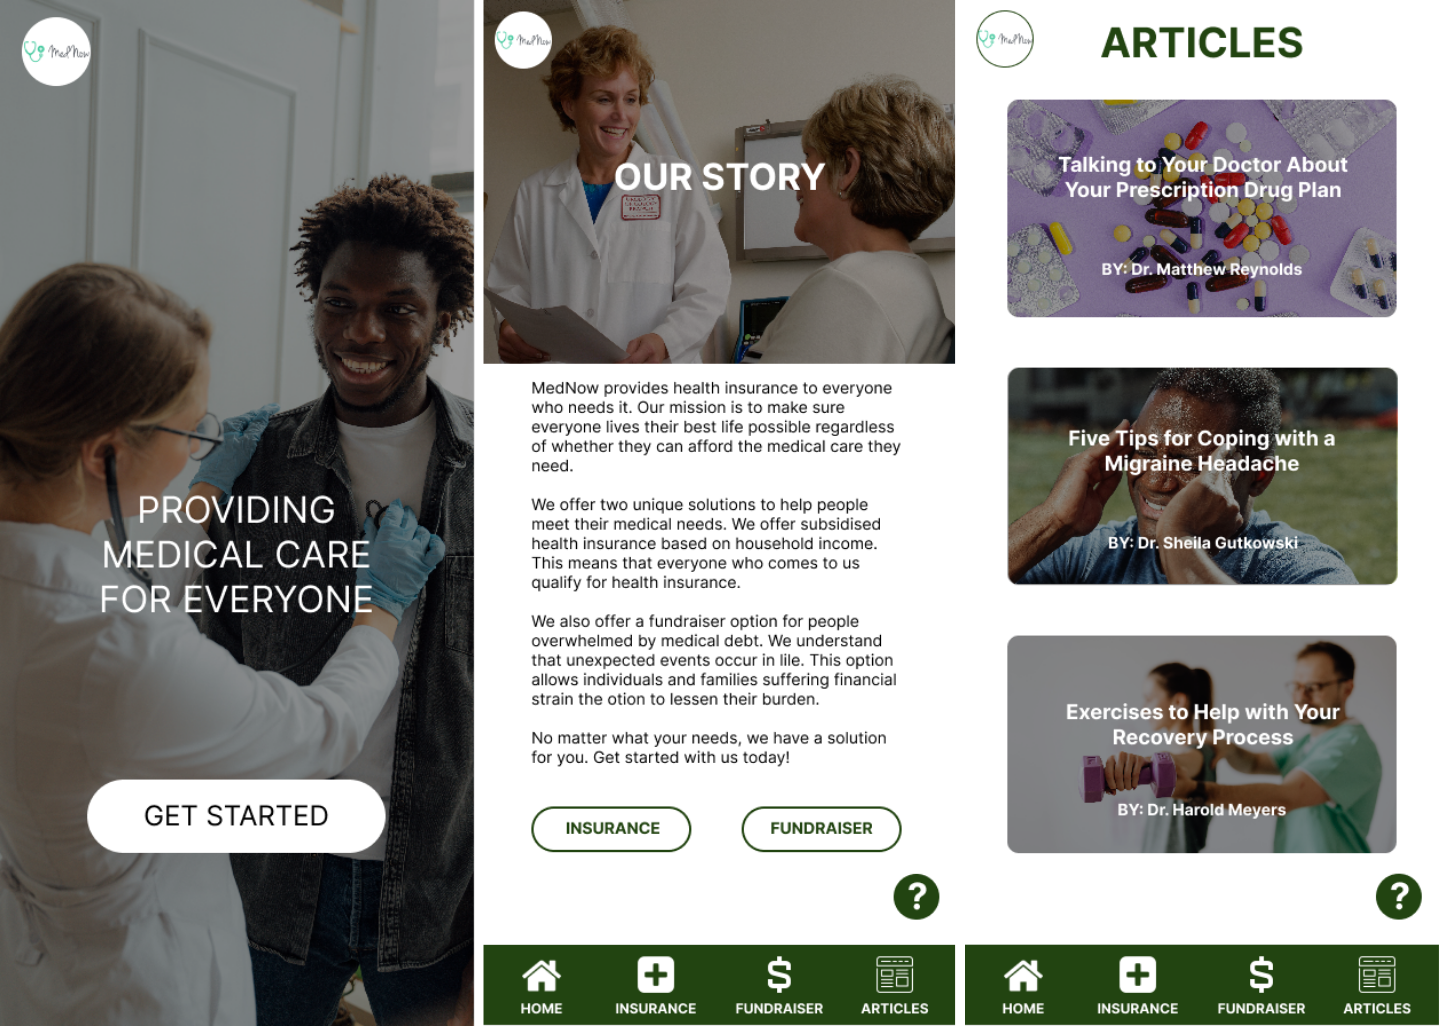 MedNow
PROVIDING
MEDICAL CARE
FOR EVERYONE
GET STARTED
MedNow
OUR STORY
MedNow provides health insurance to everyone
who needs it. Our mission is to make sure
everyone lives their best life possible regardless
of whether they can afford the medical care they
need.
We offer two unique solutions to help people
meet their medical needs. We offer subsidised
health insurance based on household income.
This means that everyone who comes to us
qualify for health insurance.
We also offer a fundraiser option for people
overwhelmed by medical debt. We understand
that unexpected events occur in lile. This option
allows individuals and families suffering financial
strain the otion to lessen their burden.
No matter what your needs, we have a solution
for you. Get started with us today!
INSURANCE
FUNDRAISER
?
HOME
INSURANCE
FUNDRAISER
ARTICLES
MedNow
ARTICLES
Talking to Your Doctor About
Your Prescription Drug Plan
BY: Dr. Matthew Reynolds
Five Tips for Coping with a
Migraine Headache
BY: Dr. Sheila Gutkowski
Exercises to Help with Your
Recovery Process
BY: Dr. Harold Meyers
?
HOME
INSURANCE
FUNDRAISER
ARTICLES